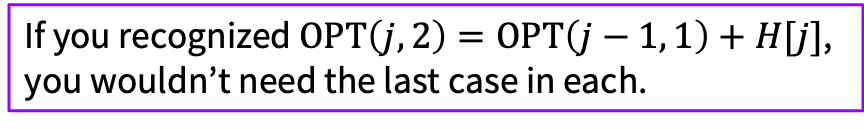 If you recognized OPT(j, 2) = OPT(j − 1, 1) + H[j],
you wouldn’t need the last case in each.